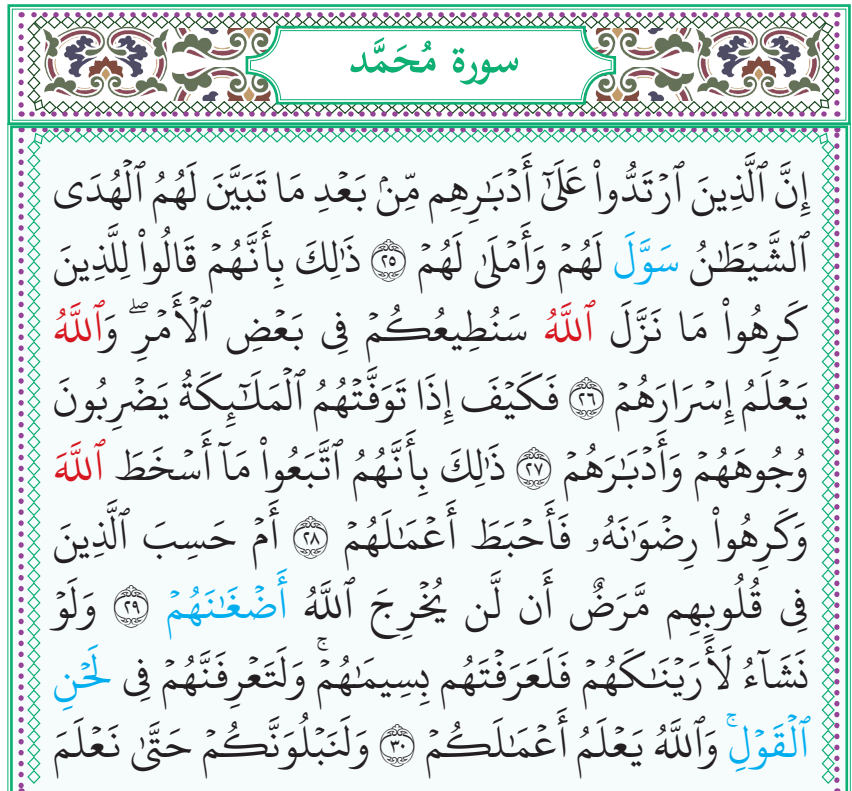 سورة مُحَمَّد
إِنَّ ٱلَّذِينَ ٱرۡتَدُّواْ عَلَىٰٓ أَدۡبَٰرِهِم مِّنۢ بَعۡدِ مَا تَبَيَّنَ لَهُمُ ٱلۡهُدَى
ٱلشَّيۡطَٰنُ سَوَّلَ لَهُمۡ وَأَمۡلَىٰ لَهُمۡ ٢٥ ذَٰلِكَ بِأَنَّهُمۡ قَالُواْ لِلَّذِينَ
كَرِهُواْ مَا نَزَّلَ ٱللَّهُ سَنُطِيعُكُمۡ فِي بَعۡضِ ٱلۡأَمۡرِۖ وَٱللَّهُ
يَعۡلَمُ إِسۡرَارَهُمۡ ٢٦ فَكَيۡفَ إِذَا تَوَفَّتۡهُمُ ٱلۡمَلَٰٓئِكَةُ يَضۡرِبُونَ
وُجُوهَهُمۡ وَأَدۡبَٰرَهُمۡ ٢٧ ذَٰلِكَ بِأَنَّهُمُ ٱتَّبَعُواْ مَآ أَسۡخَطَ ٱللَّهَ
وَكَرِهُواْ رِضۡوَٰنَهُۥ فَأَحۡبَطَ أَعۡمَٰلَهُمۡ ٢٨ أَمۡ حَسِبَ ٱلَّذِينَ
فِي قُلُوبِهِم مَّرَضٌ أَن لَّن يُخۡرِجَ ٱللَّهُ أَضۡغَٰنَهُمۡ ٢٩ وَلَوۡ
نَشَآءُ لَأَرَيۡنَٰكَهُمۡ فَلَعَرَفۡتَهُم بِسِيمَٰهُمۡۚ وَلَتَعۡرِفَنَّهُمۡ فِي لَحۡنِ
ٱلۡقَوۡلِۚ وَٱللَّهُ يَعۡلَمُ أَعۡمَٰلَكُمۡ ٣٠ وَلَنَبۡلُوَنَّكُمۡ حَتَّىٰ نَعۡلَمَ